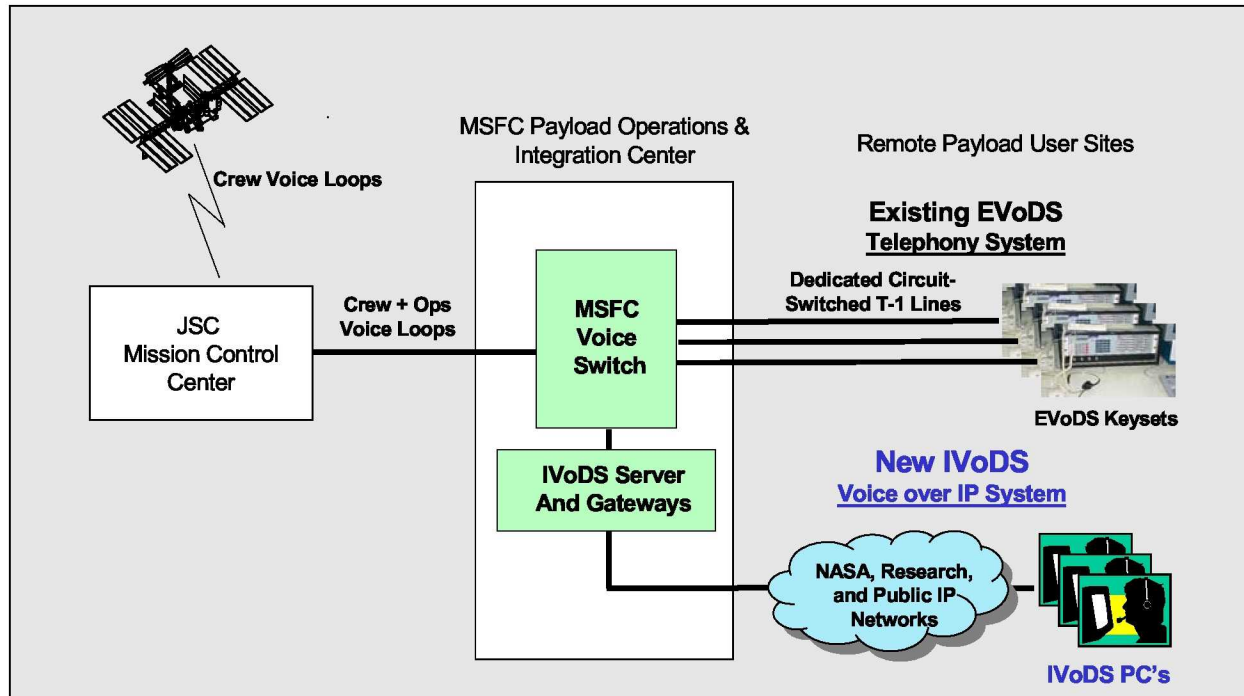 MSFC Payload Operations &
Integration Center
Remote Payload User Sites
Crew Voice Loops
Existing EVoDS
Telephony System
Dedicated Circuit-
Switched T-1 Lines
JSC
Mission Control
Center
Crew + Ops
Voice Loops
MSFC
Voice
Switch
EVoDS Keysets
IVoDS Server
And Gateways
New IVoDS
Voice over IP System
NASA, Research,
and Public IP
Networks
IVoDS PC's